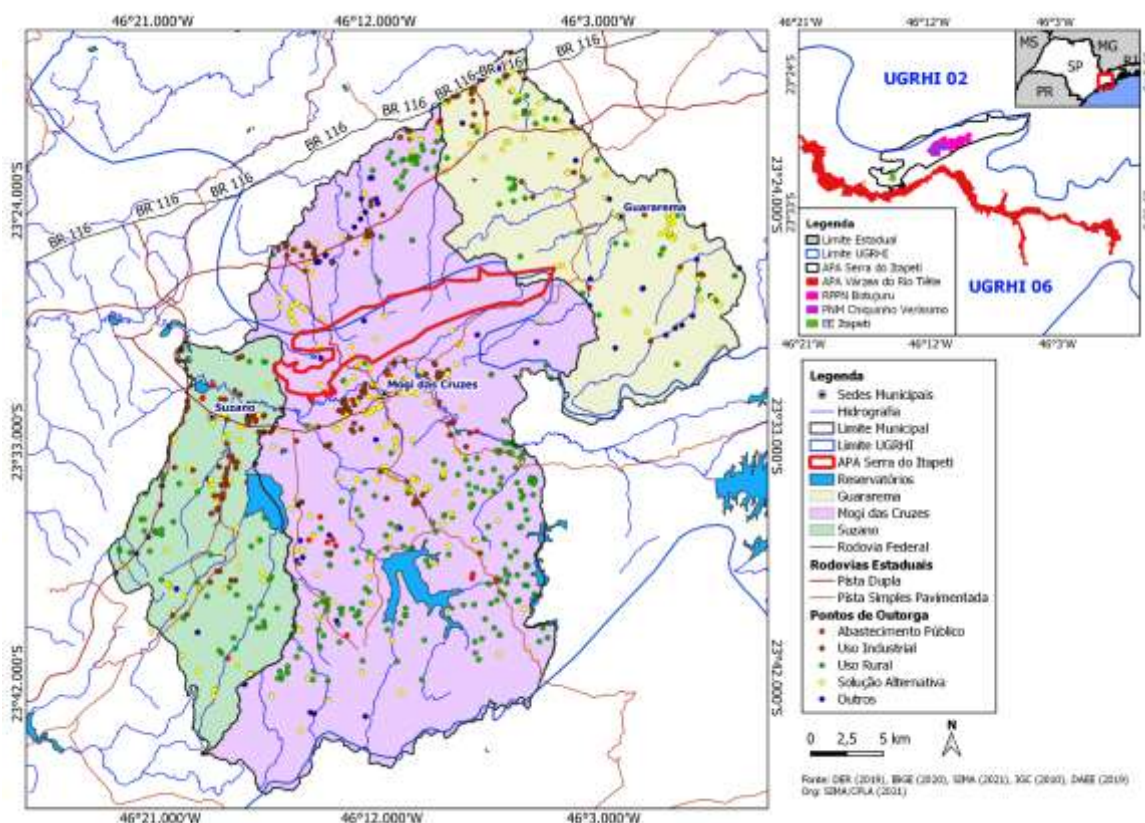 46°21.000'W 46°12.000'W 46°3.000'W
BR 116
BR 116
BR 116
BR 116
BR 116
BR 116
BR 116
23°24.000'S
23°24.000'S
23°33.000'S
23°33.000'S
23°42.000'S
23°42.000'S
Guararema
Mogi das Cruzes
Suzano
46°21.000'W 46°12.000'W 46°3.000'W
46°21'W 46°12'W 46°3'W
MS
MG
SP
RJ
PR
UGRHI 02
UGRHI 06
Legenda
Limite Estadual
Limite UGRHI
APA Serra do Itapeti
APA Várzea do Rio Tiête
RPPN Botujuru
PNM Chiquinho Veríssimo
EE Itapeti
46°21'W 46°12'W 46°3'W
Legenda
Sedes Municipais
Hidrografia
Limite Municipal
Limite UGRHI
APA Serra do Itapeti
Reservatórios
Guararema
Mogi das Cruzes
Suzano
Rodovia Federal
Rodovias Estaduais
Pista Dupla
Pista Simples Pavimentada
Pontos de Outorga
Abastecimento Público
Uso Industrial
Uso Rural
Solução Alternativa
Outros
N
0 2,5 5 km
Fonte: DER (2019), IBGE (2020), SIMA (2021), IGC (2010), DAEE (2019)
Org: SIMA/CPLA (2021)